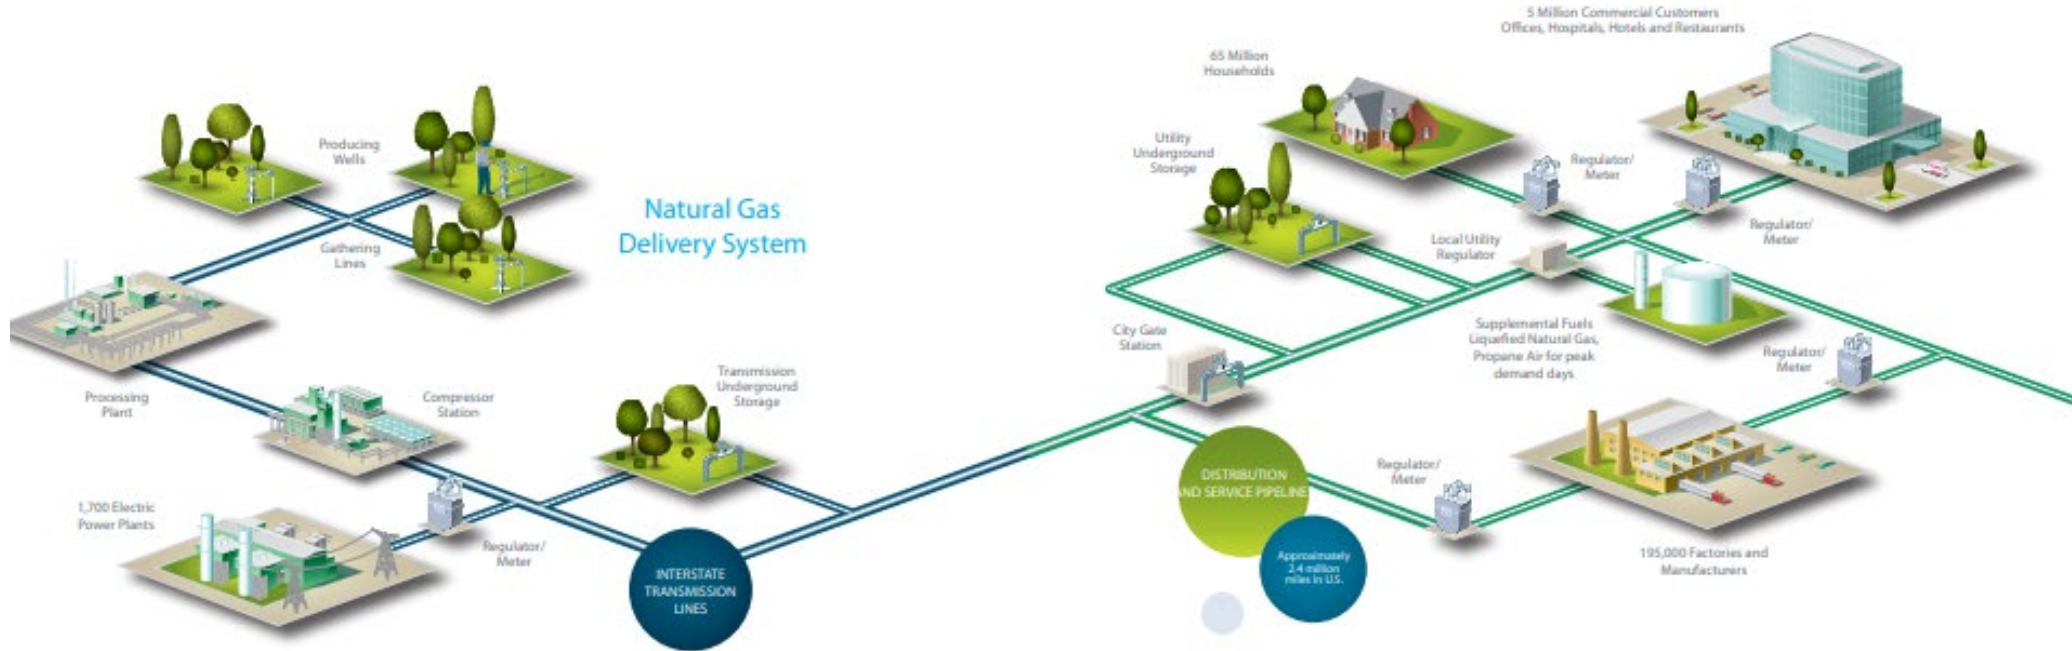 Natural Gas
Delivery System
Producing
Wells
Gathering
Lines
Processing
Plant
Compressor
Station
1,700 Electric
Power Plants
Regulator/
Meter
Transmission
Underground
Storage
INTERSTATE
TRANSMISSION
LINES
City Gate
Station
DISTRIBUTION
AND SERVICE PIPELINE
Approximately
2.4 million
miles in U.S.
Utility
Underground
Storage
65 Million
Households
5 Million Commercial Customers
Offices, Hospitals, Hotels and Restaurants
Regulator/
Meter
Regulator/
Meter
Local Utility
Regulator
Supplemental Fuels
Liquefied Natural Gas,
Propane Air for peak
demand days
Regulator/
Meter
Regulator/
Meter
195,000 Factories and
Manufacturers